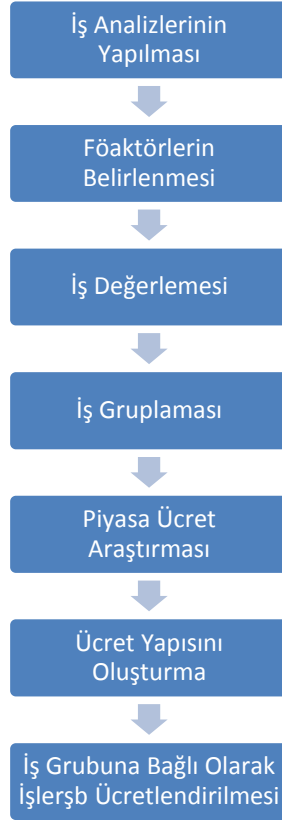 İş Analizlerinin
Yapılması
Föaktörlerin
Belirlenmesi
İş Değerlemesi
İş Gruplaması
Piyasa Ücret
Araştırması
Ücret Yapısını
Oluşturma
İş Grubuna Bağlı Olarak
İşlerşb Ücretlendirilmesi